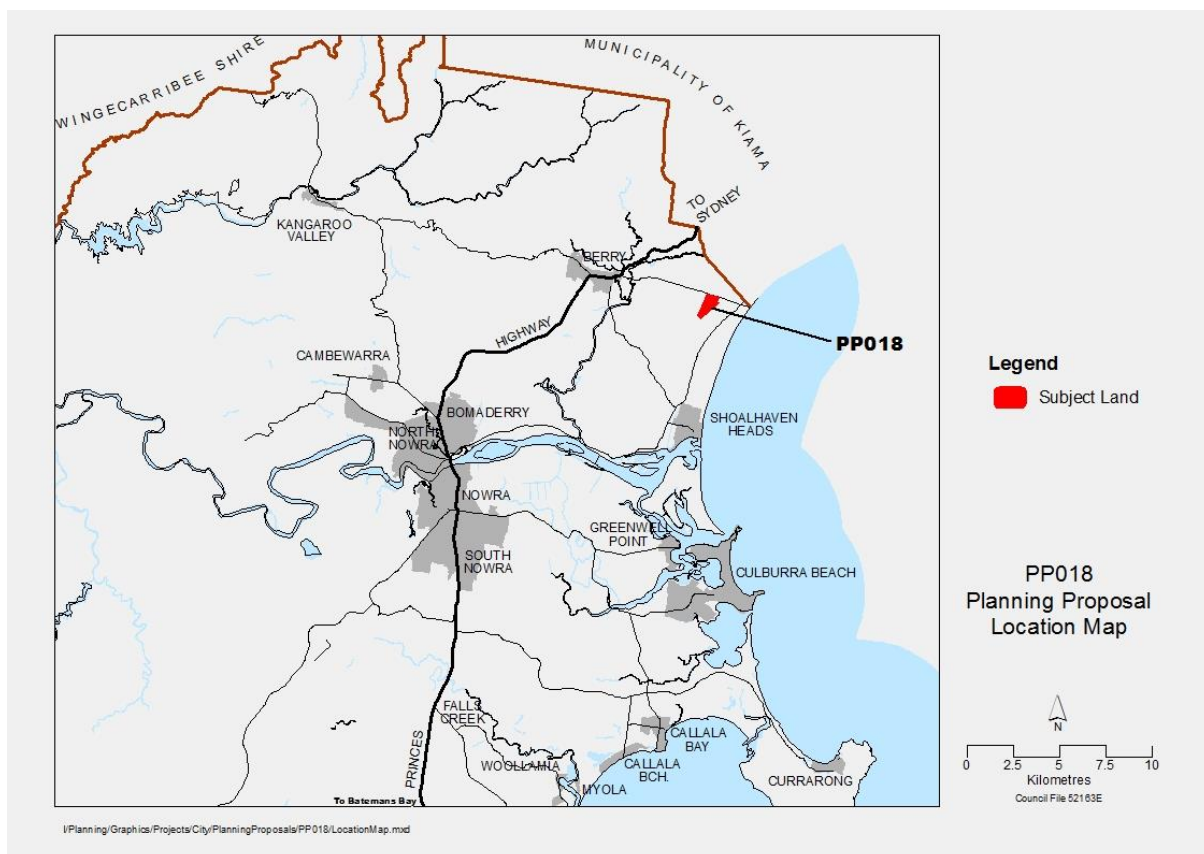 WINGECARRIBEE SHIRE
MUNICIPALITY OF KIAMA
TO
SYDNEY
KANGAROO
VALLEY
BERRY
HIGHWAY
PP018
CAMBEWARRA
BOMADERRY
NORTH
NOWRA
SHOALHAVEN
HEADS
NOWRA
GREENWELL
POINT
SOUTH
NOWRA
CULBURRA BEACH
FALLS
CREEK
PRINCES
WOOLLAMIA
CALLALA
BAY
CALLALA
BCH.
MYOLA
CURRARONG
To Batemans Bay
Legend
Subject Land
PP018
Planning Proposal
Location Map
N
0 2.5 5 7.5 10
Kilometres
Council File 52163E
I/Planning/Graphics/Projects/City/PlanningProposals/PP018/LocationMap.mxd